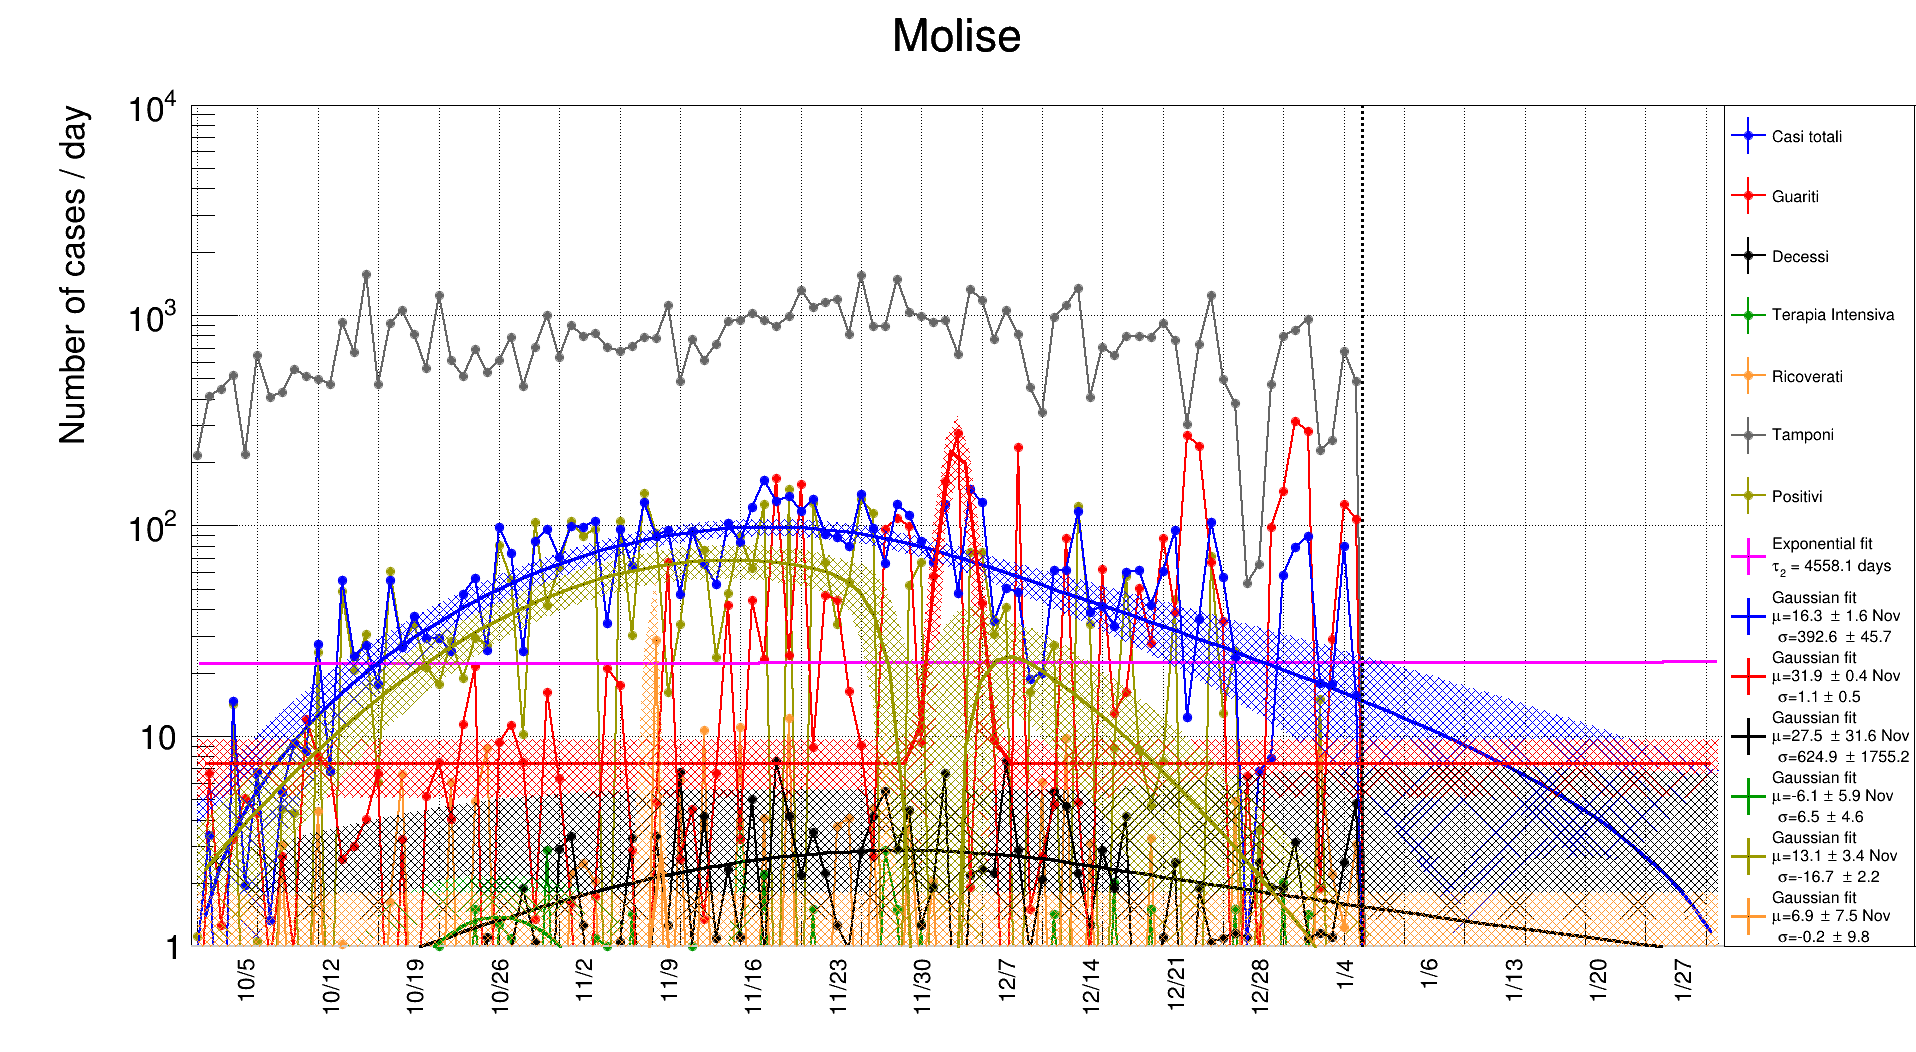 Molise
Number of cases / day
10^4
10^3
10^2
10
1
10/5
10/12
10/19
10/26
11/2
11/9
11/16
11/23
11/30
12/7
12/14
12/21
12/28
1/4
1/6
1/13
1/20
1/27
Casi totali
Guariti
Decessi
Terapia Intensiva
Ricoverati
Tamponi
Positivi
Exponential fit
τ₂ = 4558.1 days
Gaussian fit
μ=16.3 ± 1.6 Nov
σ=392.6 ± 45.7
Gaussian fit
μ=31.9 ± 0.4 Nov
σ=1.1 ± 0.5
Gaussian fit
μ=27.5 ± 31.6 Nov
σ=624.9 ± 1755.2
Gaussian fit
μ=-6.1 ± 5.9 Nov
σ=6.5 ± 4.6
Gaussian fit
μ=13.1 ± 3.4 Nov
σ=-16.7 ± 2.2
Gaussian fit
μ=6.9 ± 7.5 Nov
σ=-0.2 ± 9.8